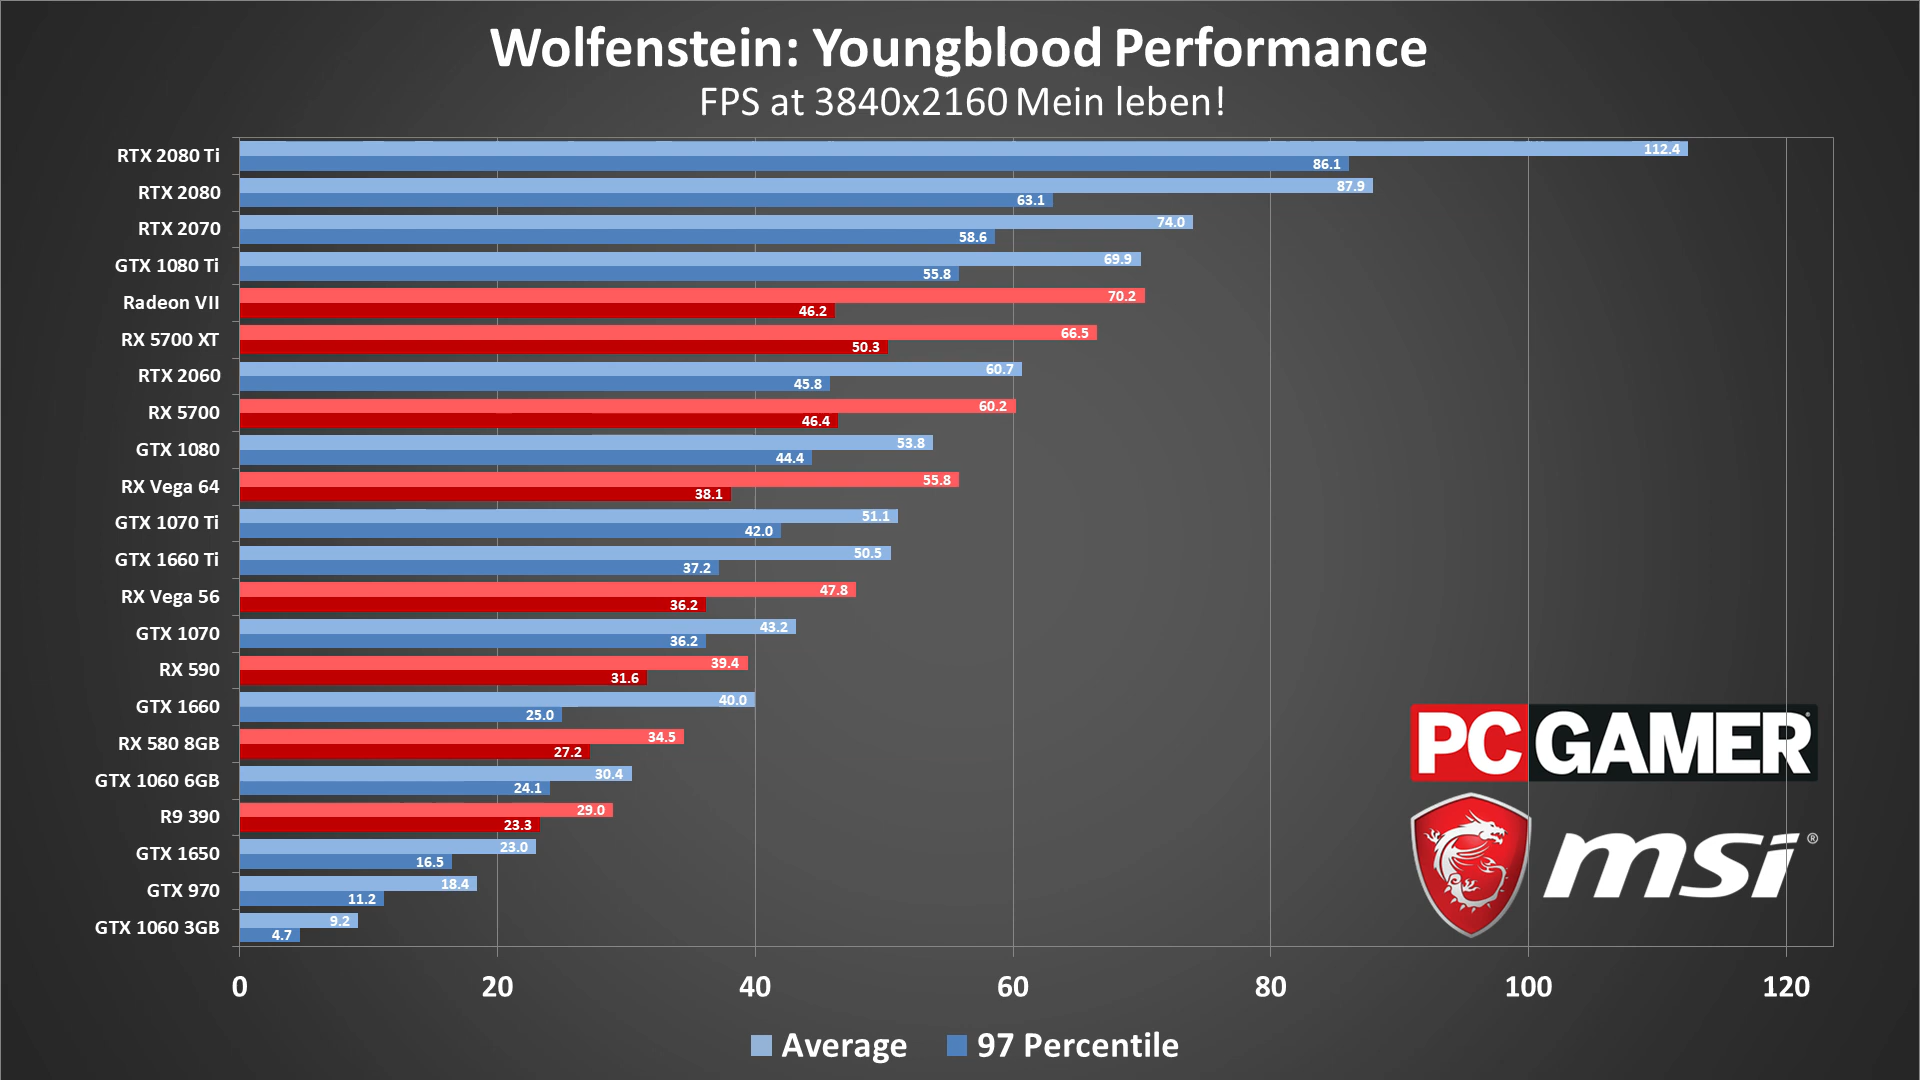 Wolfenstein: Youngblood Performance
FPS at 3840x2160 Mein leben!
RTX 2080 Ti 112.4
86.1
RTX 2080 87.9
63.1
RTX 2070 74.0
58.6
GTX 1080 Ti 69.9
55.8
Radeon VII 70.2
46.2
RX 5700 XT 66.5
50.3
RTX 2060 60.7
45.8
RX 5700 60.2
46.4
GTX 1080 53.8
44.4
RX Vega 64 55.8
38.1
GTX 1070 Ti 51.1
42.0
GTX 1660 Ti 50.5
37.2
RX Vega 56 47.8
36.2
GTX 1070 43.2
36.2
RX 590 39.4
31.6
GTX 1660 40.0
25.0
RX 580 8GB 34.5
27.2
GTX 1060 6GB 30.4
24.1
R9 390 29.0
23.3
GTX 1650 23.0
16.5
GTX 970 18.4
11.2
GTX 1060 3GB 9.2
4.7
PC GAMER
msi®
0 20 40 60 80 100 120
Average 97 Percentile